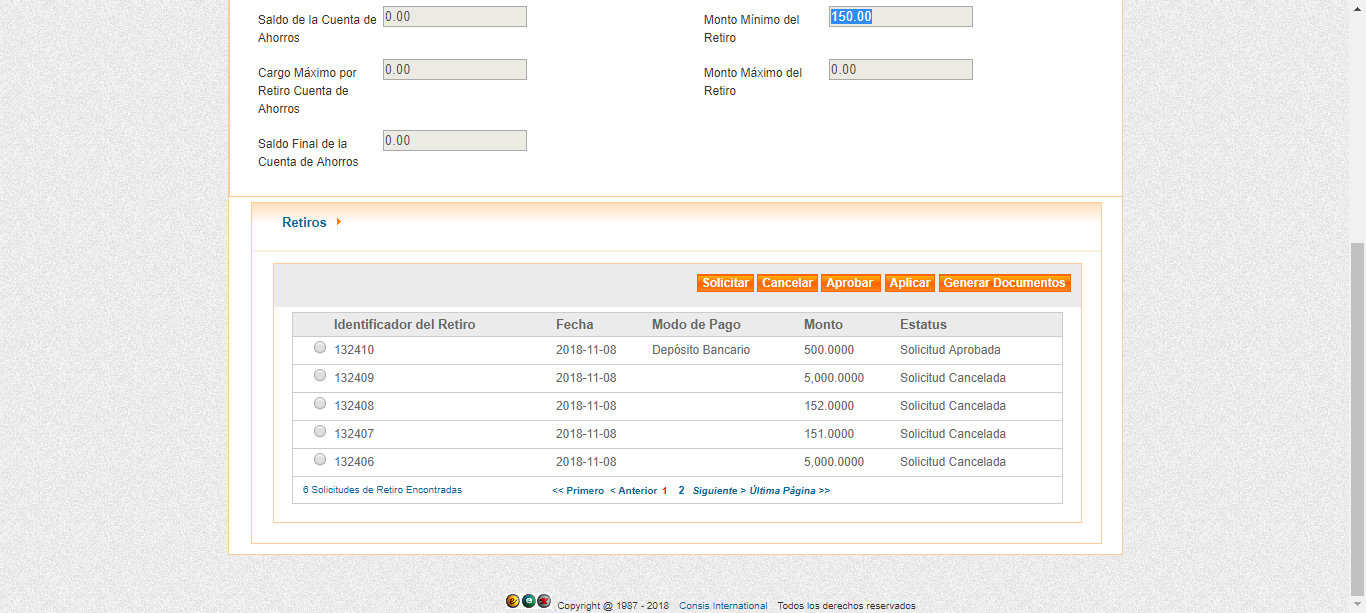 Saldo de la Cuenta de Ahorros 0.00 Monto Mínimo del Retiro 150.00
Cargo Máximo por Retiro Cuenta de Ahorros 0.00 Monto Máximo del Retiro 0.00
Saldo Final de la Cuenta de Ahorros 0.00
Retiros
Solicitar Cancelar Aprobar Aplicar Generar Documentos
Identificador del Retiro Fecha Modo de Pago Monto Estatus
132410 2018-11-08 Depósito Bancario 500.0000 Solicitud Aprobada
132409 2018-11-08 5,000.0000 Solicitud Cancelada
132408 2018-11-08 152.0000 Solicitud Cancelada
132407 2018-11-08 151.0000 Solicitud Cancelada
132406 2018-11-08 5,000.0000 Solicitud Cancelada
6 Solicitudes de Retiro Encontradas << Primero < Anterior 1 2 Siguiente > Última Página >>
Copyright @ 1987 - 2018 Consis International Todos los derechos reservados